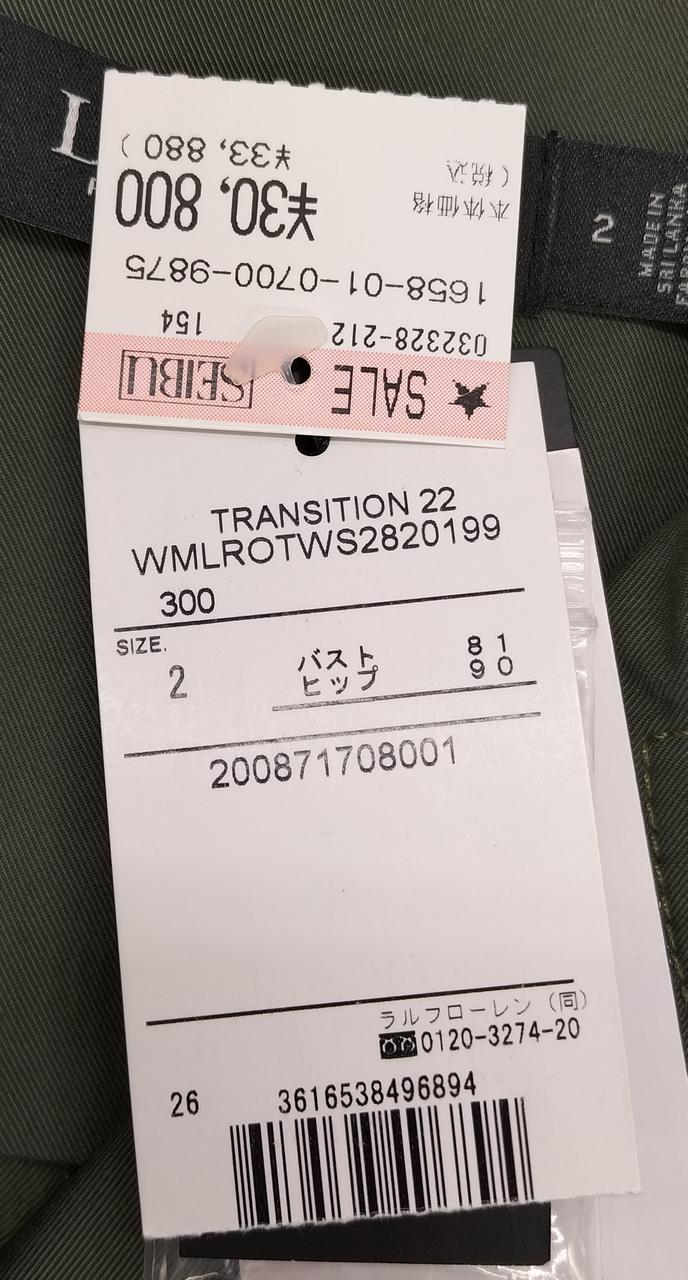 ★ SALE SEIBU
032328-212 154
1658-01-0700-9875
本体価格 ¥30,800
(税込 ¥33,880)
L
2
MADE IN
SRI LANKA
TRANSITION 22
WMLROTWS2820199
300
SIZE.
2
バスト 81
ヒップ 90
200871708001
ラルフローレン(同)
0120-3274-20
26 3616538496894